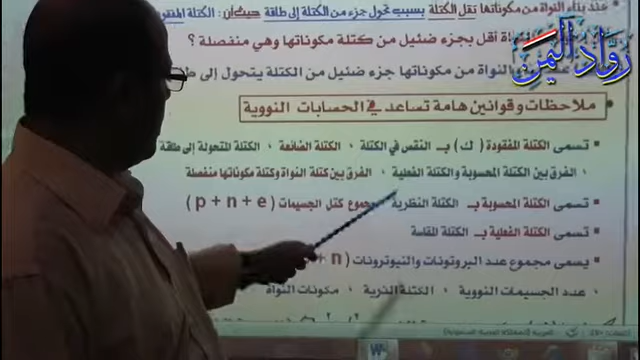 عند بناء النواة من مكوناتها تقل الكتلة بسبب تحول جزء من الكتلة إلى طاقة حيث أن : الكتلة المفقودة
رواد اليمن
أقل بجزء ضئيل من كتلة مكوناتها وهي منفصلة ؟
النواة من مكوناتها جزء ضئيل من الكتلة يتحول إلى
ملاحظات وقوانين هامة تساعد في الحسابات النووية
تسمى الكتلة المفقودة ( ك ) بـ النقص في الكتلة ، الكتلة الضائعة ، الكتلة المتحولة إلى طاقة
، الفرق بين الكتلة المحسوبة والكتلة الفعلية ، الفرق بين كتلة النواة وكتلة مكوناتها منفصلة
تسمى الكتلة المحسوبة بـ الكتلة النظرية مجموع كتل الجسيمات ( p + n + e )
تسمى الكتلة الفعلية بـ الكتلة المقاسة
يسمى مجموع عدد البروتونات والنيوترونات ( n +
، عدد الجسيمات النووية ، الكتلة الذرية ، مكونات النواة